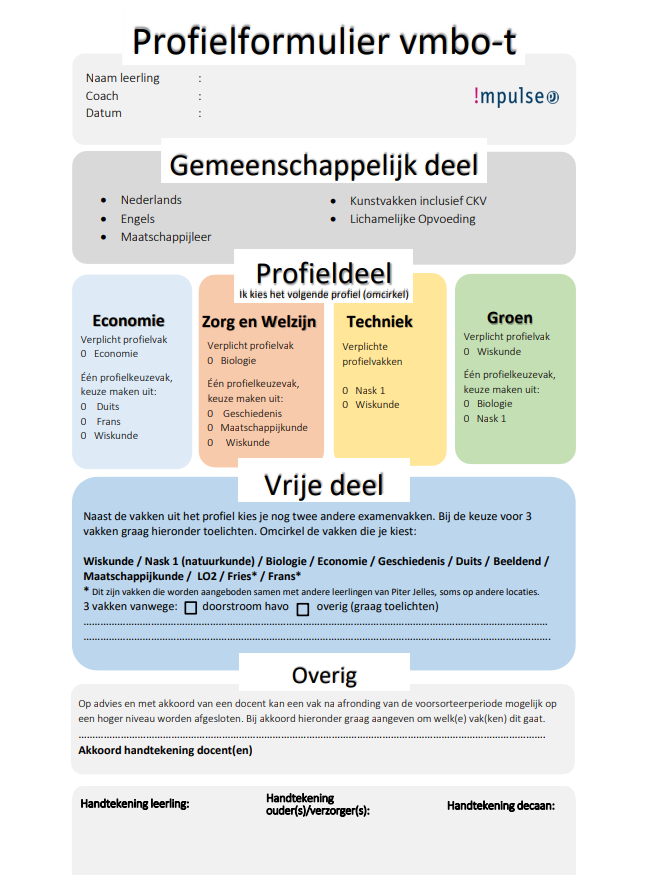 Profielformulier vmbo-t
Naam leerling :
Coach :
Datum :
!mpulse
Gemeenschappelijk deel
• Nederlands
• Engels
• Maatschappijleer
• Kunstvakken inclusief CKV
• Lichamelijke Opvoeding
Profieldeel
Ik kies het volgende profiel (omcirkel)
Economie
Verplicht profielvak
0 Economie
Één profielkeuzevak,
keuze maken uit:
0 Duits
0 Frans
0 Wiskunde
Zorg en Welzijn
Verplicht profielvak
0 Biologie
Één profielkeuzevak,
keuze maken uit:
0 Geschiedenis
0 Maatschappijkunde
0 Wiskunde
Techniek
Verplichte
profielvakken
0 Nask 1
0 Wiskunde
Groen
Verplicht profielvak
0 Wiskunde
Één profielkeuzevak,
keuze maken uit:
0 Biologie
0 Nask 1
Vrije deel
Naast de vakken uit het profiel kies je nog twee andere examenvakken. Bij de keuze voor 3
vakken graag hieronder toelichten. Omcirkel de vakken die je kiest:
Wiskunde / Nask 1 (natuurkunde) / Biologie / Economie / Geschiedenis / Duits / Beeldend /
Maatschappijkunde / LO2 / Fries* / Frans*
* Dit zijn vakken die worden aangeboden samen met andere leerlingen van Piter Jelles, soms op andere locaties.
3 vakken vanwege: □ doorstroom havo □ overig (graag toelichten)
Overig
Op advies en met akkoord van een docent kan een vak na afronding van de voorsorteerperiode mogelijk op
een hoger niveau worden afgesloten. Bij akkoord hieronder graag aangeven om welk(e) vak(ken) dit gaat.
Akkoord handtekening docent(en)
Handtekening leerling:
Handtekening
ouder(s)/verzorger(s):
Handtekening decaan: